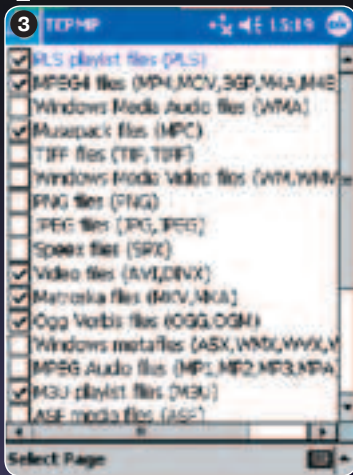 3
TCPMP 15:19 ok
PLS playlist files (PLS)
MPEG4 files (MP4,MOV,3GP,M4A,M4B
Windows Media Audio files (WMA)
Musepack files (MPC)
TIFF files (TIF,TIFF)
Windows Media Video files (WM,WMV
PNG files (PNG)
JPEG files (JPG,JPEG)
Speex files (SPX)
Video files (AVI,DIVX)
Matroska files (MKV,MKA)
Ogg Vorbis files (OGG,OGM)
Windows metafiles (ASX,WMX,WVX,W
MPEG Audio files (MP1,MP2,MP3,MPA
M3U playlist files (M3U)
ASF media files (ASF)
Select Page